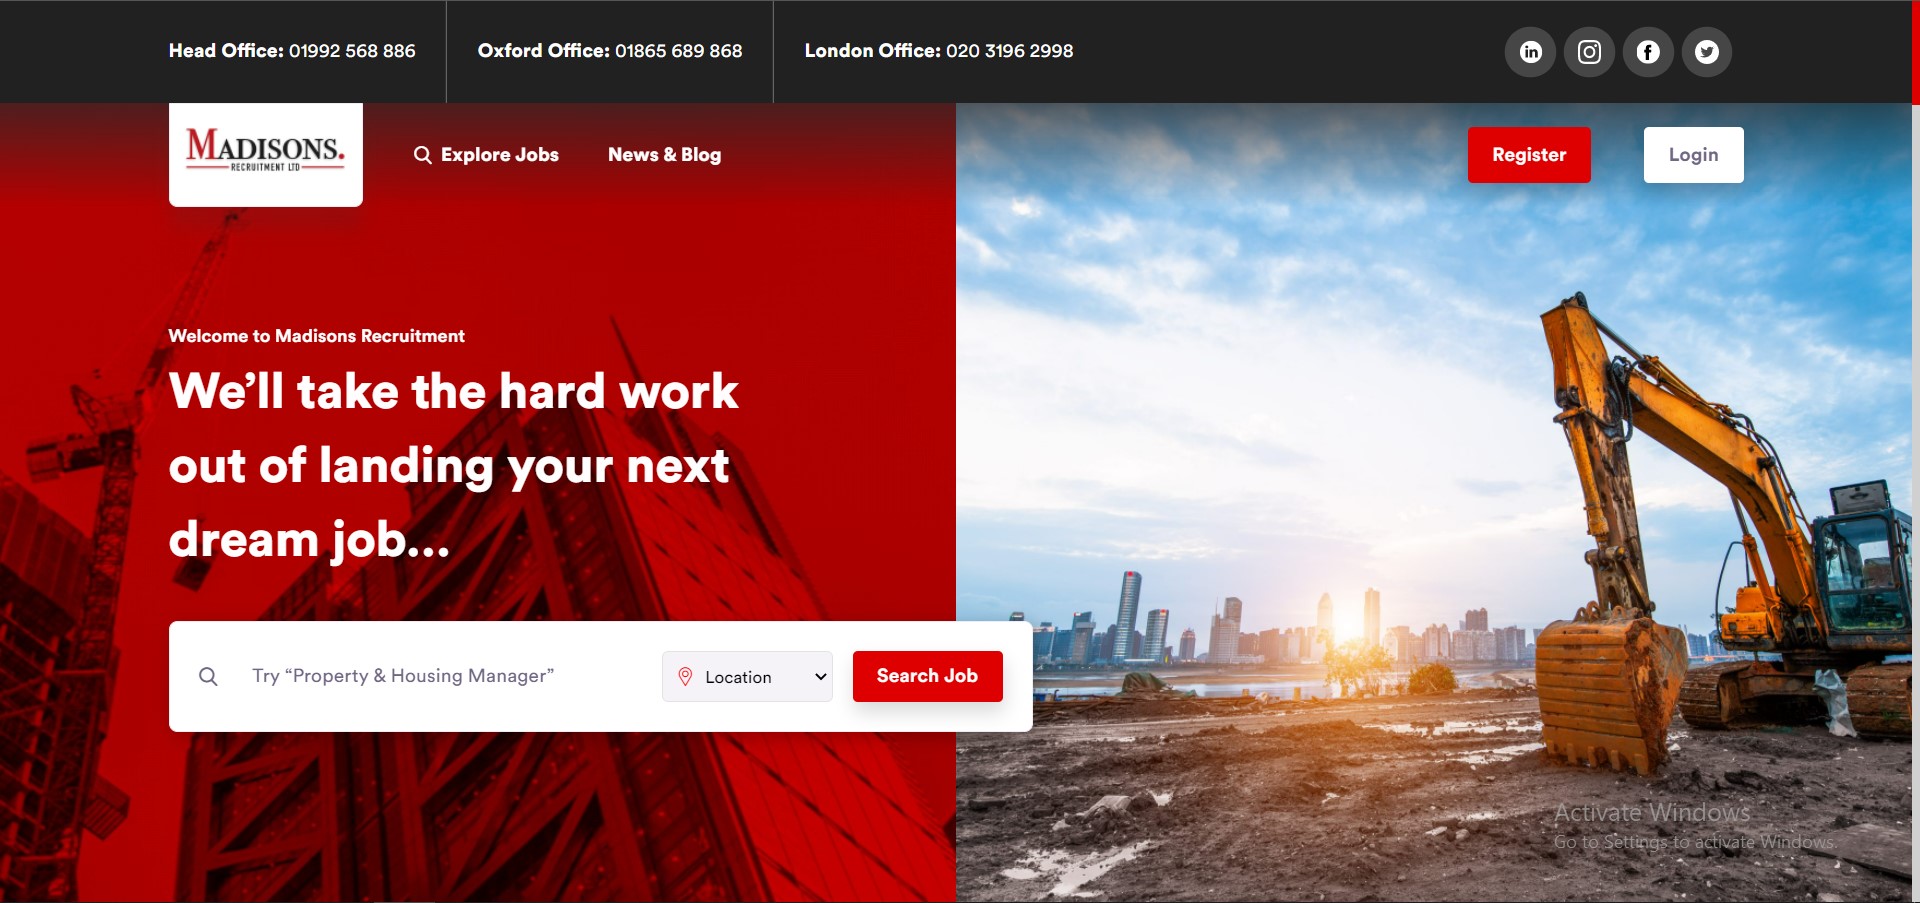 Head Office: 01992 568 886
Oxford Office: 01865 689 868
London Office: 020 3196 2998
MADISONS.
RECRUITMENT LTD
Explore Jobs
News & Blog
Register
Login
Welcome to Madisons Recruitment
We’ll take the hard work
out of landing your next
dream job...
Try “Property & Housing Manager”
Location
Search Job
Activate Windows
Go to Settings to activate Windows.